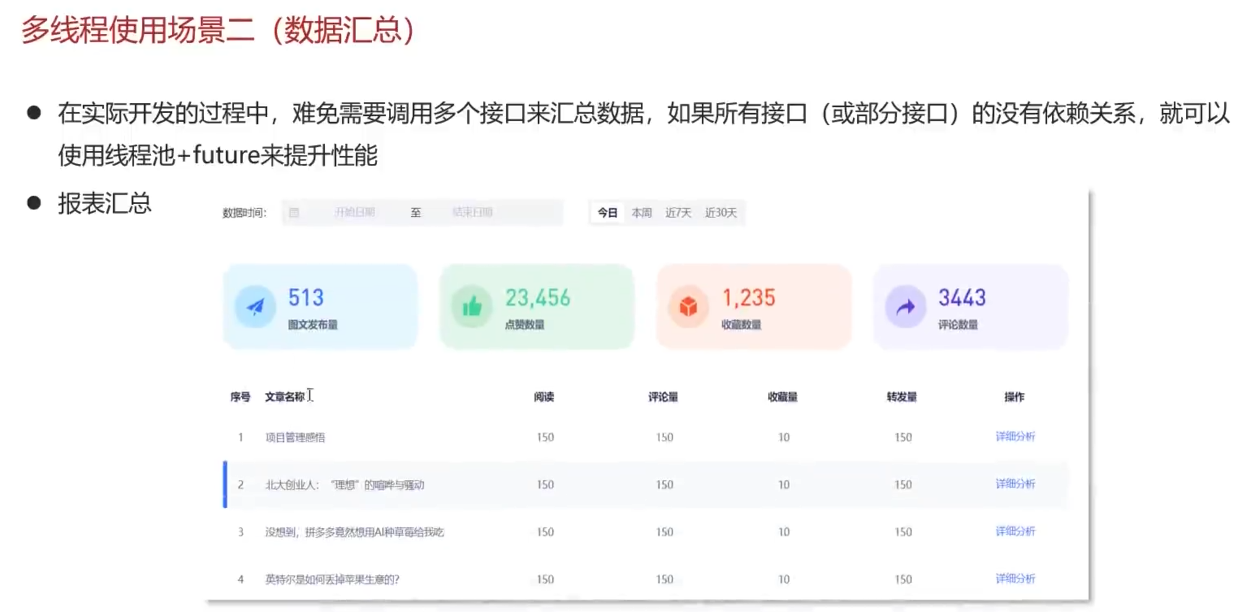 多线程使用场景二（数据汇总）
在实际开发的过程中，难免需要调用多个接口来汇总数据，如果所有接口（或部分接口）的没有依赖关系，就可以
使用线程池+future来提升性能
报表汇总
数据时间： 开始日期 至 结束日期 今日 本周 近7天 近30天
513 23,456 1,235 3443
图文发布量 点赞数量 收藏数量 评论数量
序号 文章名称 阅读 评论量 收藏量 转发量 操作
1 项目管理感悟 150 150 10 150 详细分析
2 北大创业人：“理想”的喧哗与骚动 150 150 10 150 详细分析
3 没想到，拼多多竟然想用AI种草莓给我吃 150 150 10 150 详细分析
4 英特尔是如何丢掉苹果生意的? 150 150 10 150 详细分析